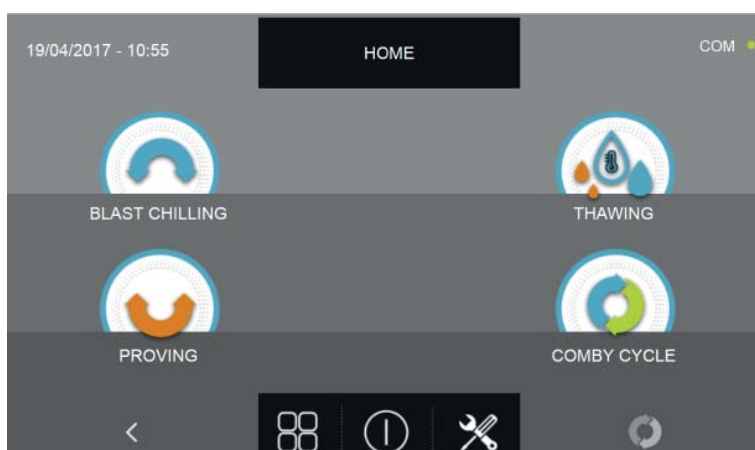 19/04/2017 - 10:55
HOME
COM
BLAST CHILLING
THAWING
PROVING
COMBY CYCLE